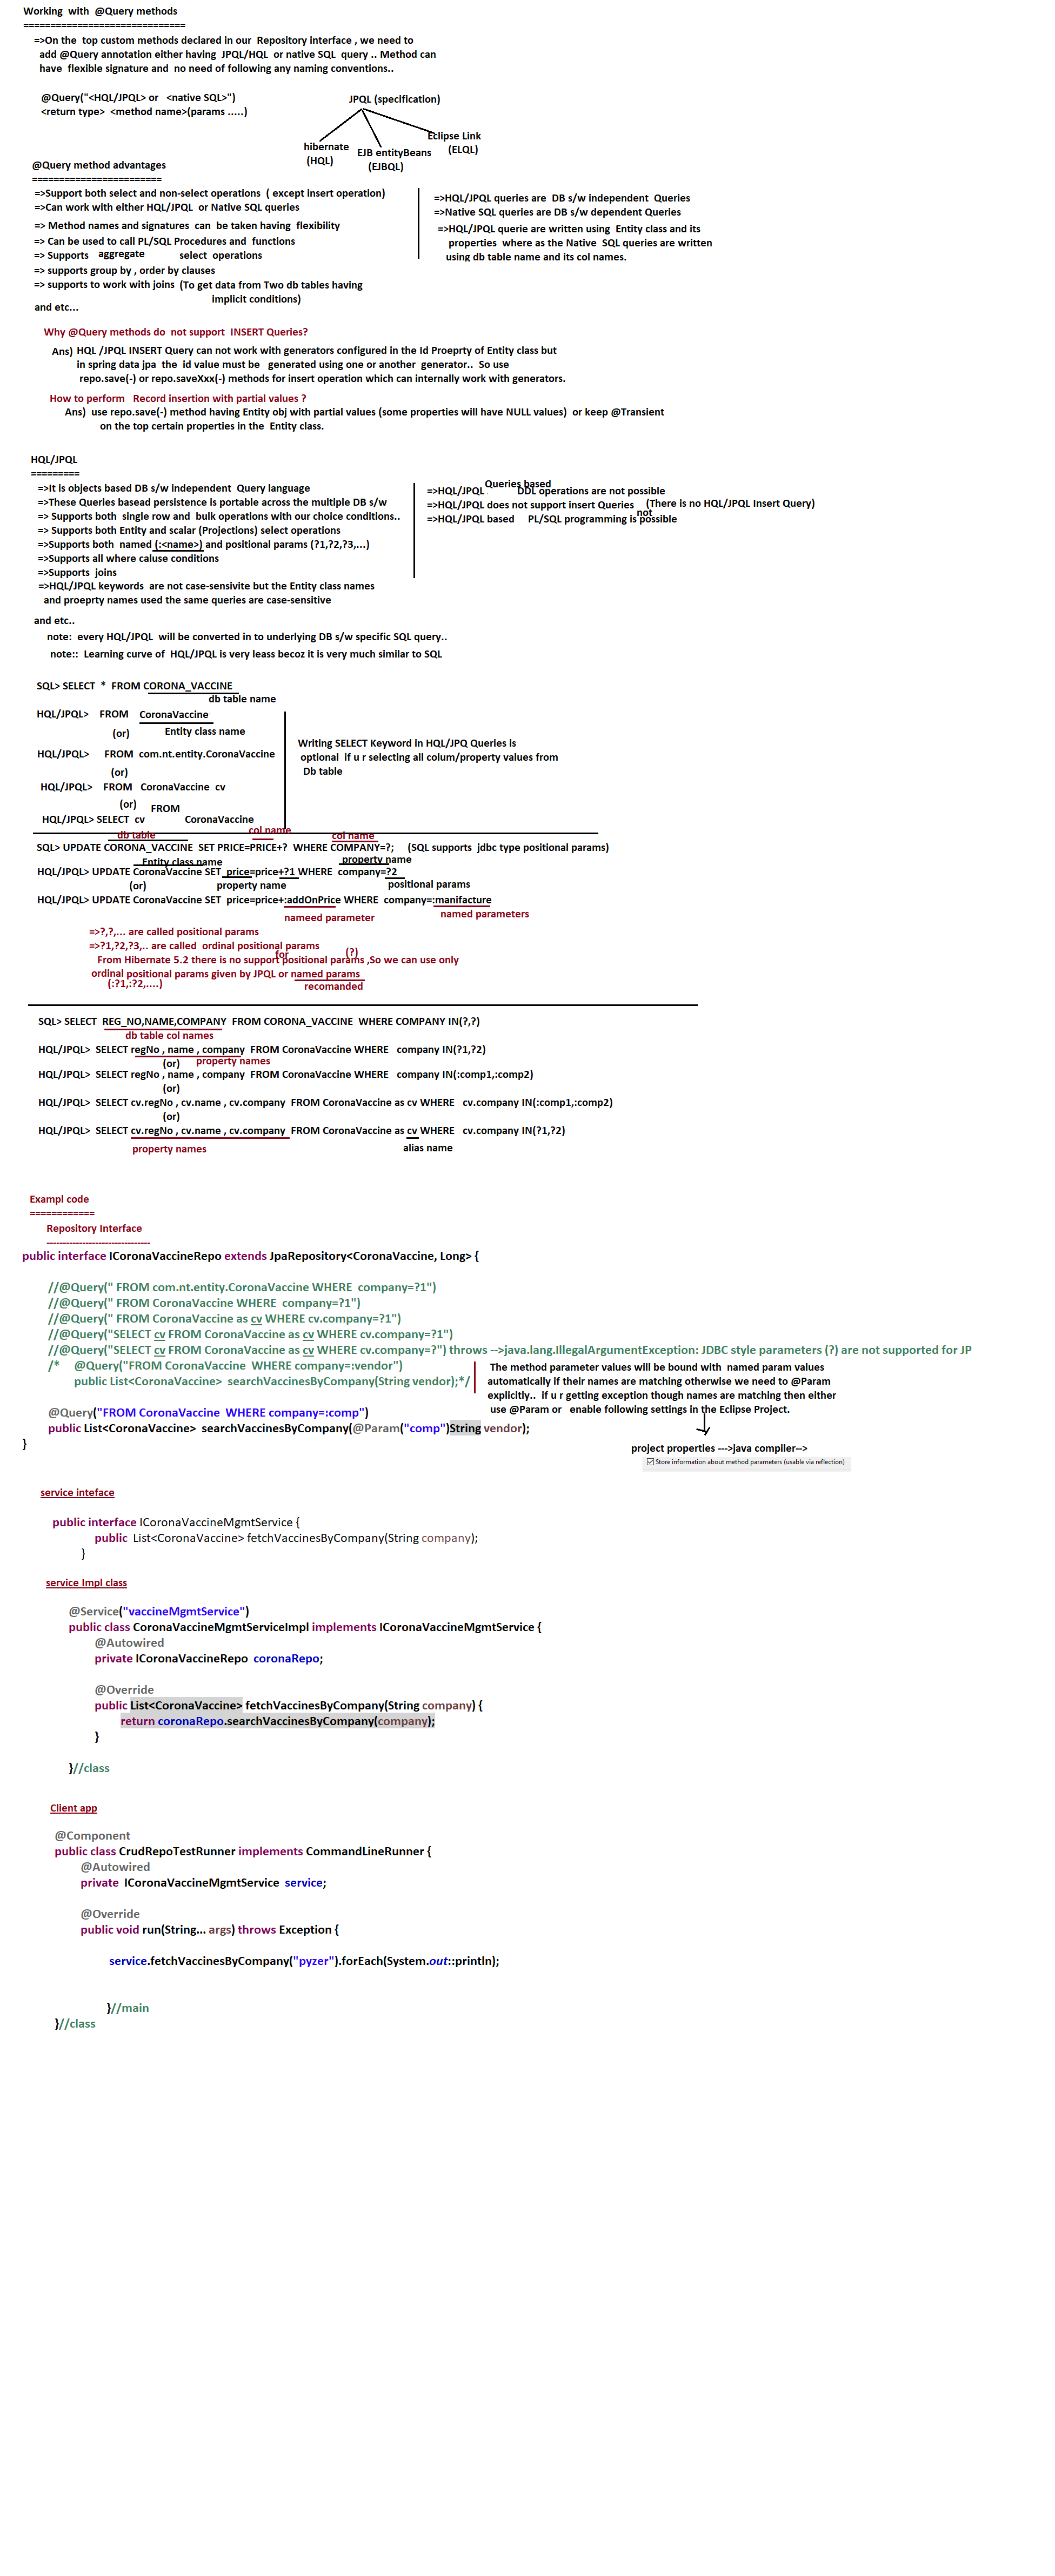 Working with @Query methods
==============================
=>On the top custom methods declared in our Repository interface , we need to
add @Query annotation either having JPQL/HQL or native SQL query .. Method can
have flexible signature and no need of following any naming conventions..
@Query("<HQL/JPQL> or <native SQL>")
<return type> <method name>(params .....)
JPQL (specification)
hibernate
(HQL)
EJB entityBeans
(EJBQL)
Eclipse Link
(ELQL)
@Query method advantages
========================
=>Support both select and non-select operations ( except insert operation)
=>Can work with either HQL/JPQL or Native SQL queries
=> Method names and signatures can be taken having flexibility
=> Can be used to call PL/SQL Procedures and functions
=> Supports aggregate select operations
=> supports group by , order by clauses
=> supports to work with joins (To get data from Two db tables having
implicit conditions)
and etc...
=>HQL/JPQL queries are DB s/w independent Queries
=>Native SQL queries are DB s/w dependent Queries
=>HQL/JPQL querie are written using Entity class and its
properties where as the Native SQL queries are written
using db table name and its col names.
Why @Query methods do not support INSERT Queries?
Ans) HQL /JPQL INSERT Query can not work with generators configured in the Id Proeprty of Entity class but
in spring data jpa the id value must be generated using one or another generator.. So use
repo.save(-) or repo.saveXxx(-) methods for insert operation which can internally work with generators.
How to perform Record insertion with partial values ?
Ans) use repo.save(-) method having Entity obj with partial values (some properties will have NULL values) or keep @Transient
on the top certain properties in the Entity class.
HQL/JPQL
=========
=>It is objects based DB s/w independent Query language
=>These Queries basead persistence is portable across the multiple DB s/w
=> Supports both single row and bulk operations with our choice conditions..
=> Supports both Entity and scalar (Projections) select operations
=>Supports both named (:<name>) and positional params (?1,?2,?3,...)
=>Supports all where caluse conditions
=>Supports joins
=>HQL/JPQL keywords are not case-sensivite but the Entity class names
and proeprty names used the same queries are case-sensitive
and etc..
Queries based
=>HQL/JPQL DDL operations are not possible
=>HQL/JPQL does not support insert Queries (There is no HQL/JPQL Insert Query)
not
=>HQL/JPQL based PL/SQL programming is possible
note: every HQL/JPQL will be converted in to underlying DB s/w specific SQL query..
note:: Learning curve of HQL/JPQL is very leass becoz it is very much similar to SQL
SQL> SELECT * FROM CORONA_VACCINE
db table name
HQL/JPQL> FROM CoronaVaccine
(or) Entity class name
HQL/JPQL> FROM com.nt.entity.CoronaVaccine
(or)
HQL/JPQL> FROM CoronaVaccine cv
(or) FROM
HQL/JPQL> SELECT cv CoronaVaccine
Writing SELECT Keyword in HQL/JPQ Queries is
optional if u r selecting all colum/property values from
Db table
db table col name col name
SQL> UPDATE CORONA_VACCINE SET PRICE=PRICE+? WHERE COMPANY=?; (SQL supports jdbc type positional params)
Entity class name property name
HQL/JPQL> UPDATE CoronaVaccine SET price=price+?1 WHERE company=?2
(or) property name positional params
HQL/JPQL> UPDATE CoronaVaccine SET price=price+:addOnPrice WHERE company=:manifacture
nameed parameter named parameters
=>?,?,... are called positional params
=>?1,?2,?3,.. are called ordinal positional params
for (?)
From Hibernate 5.2 there is no support positional params ,So we can use only
ordinal positional params given by JPQL or named params
(:?1,:?2,....) recomanded
SQL> SELECT REG_NO,NAME,COMPANY FROM CORONA_VACCINE WHERE COMPANY IN(?,?)
db table col names
HQL/JPQL> SELECT regNo , name , company FROM CoronaVaccine WHERE company IN(?1,?2)
(or) property names
HQL/JPQL> SELECT regNo , name , company FROM CoronaVaccine WHERE company IN(:comp1,:comp2)
(or)
HQL/JPQL> SELECT cv.regNo , cv.name , cv.company FROM CoronaVaccine as cv WHERE cv.company IN(:comp1,:comp2)
(or)
HQL/JPQL> SELECT cv.regNo , cv.name , cv.company FROM CoronaVaccine as cv WHERE cv.company IN(?1,?2)
property names alias name
Exampl code
============
Repository Interface
--------------------------------
public interface ICoronaVaccineRepo extends JpaRepository<CoronaVaccine, Long> {
//@Query(" FROM com.nt.entity.CoronaVaccine WHERE company=?1")
//@Query(" FROM CoronaVaccine WHERE company=?1")
//@Query(" FROM CoronaVaccine as cv WHERE cv.company=?1")
//@Query("SELECT cv FROM CoronaVaccine as cv WHERE cv.company=?1")
//@Query("SELECT cv FROM CoronaVaccine as cv WHERE cv.company=?") throws -->java.lang.IllegalArgumentException: JDBC style parameters (?) are not supported for JP
/* @Query("FROM CoronaVaccine WHERE company=:vendor")
public List<CoronaVaccine> searchVaccinesByCompany(String vendor);*/
The method parameter values will be bound with named param values
automatically if their names are matching otherwise we need to @Param
explicitly.. if u r getting exception though names are matching then either
use @Param or enable following settings in the Eclipse Project.
@Query("FROM CoronaVaccine WHERE company=:comp")
public List<CoronaVaccine> searchVaccinesByCompany(@Param("comp")String vendor);
}
project properties --->java compiler-->
Store information about method parameters (usable via reflection)
service inteface
public interface ICoronaVaccineMgmtService {
public List<CoronaVaccine> fetchVaccinesByCompany(String company);
}
service Impl class
@Service("vaccineMgmtService")
public class CoronaVaccineMgmtServiceImpl implements ICoronaVaccineMgmtService {
@Autowired
private ICoronaVaccineRepo coronaRepo;
@Override
public List<CoronaVaccine> fetchVaccinesByCompany(String company) {
return coronaRepo.searchVaccinesByCompany(company);
}
}//class
Client app
@Component
public class CrudRepoTestRunner implements CommandLineRunner {
@Autowired
private ICoronaVaccineMgmtService service;
@Override
public void run(String... args) throws Exception {
service.fetchVaccinesByCompany("pyzer").forEach(System.out::println);
}//main
}//class